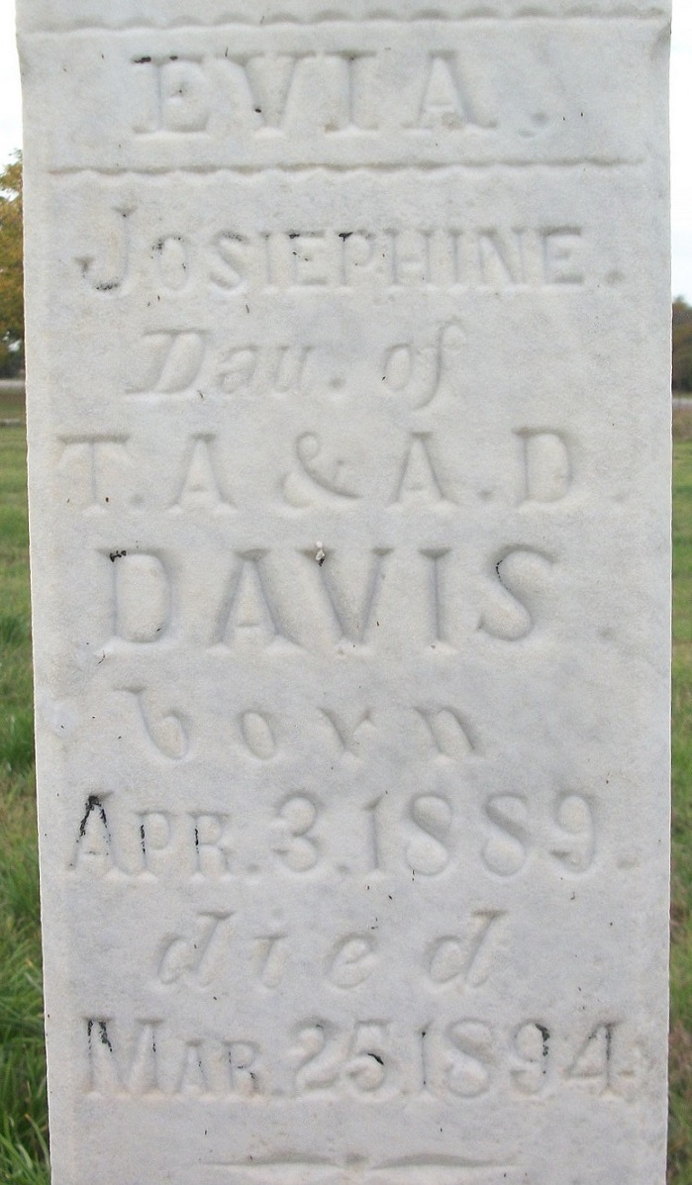 EVIA.
JOSIEPHINE.
Dau. of
T. A & A. D.
DAVIS.
born
APR. 3. 1889.
died
MAR. 25. 1894